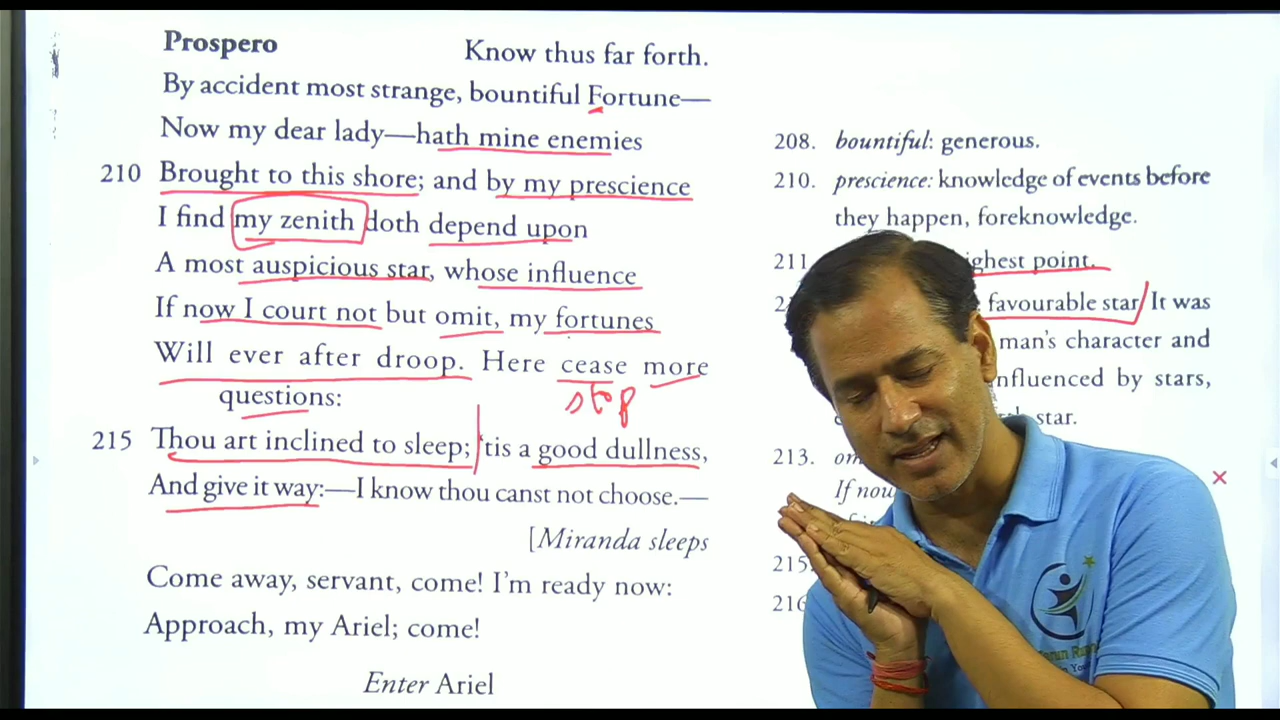 Prospero Know thus far forth.
By accident most strange, bountiful Fortune—
Now my dear lady—hath mine enemies
210 Brought to this shore; and by my prescience
I find my zenith doth depend upon
A most auspicious star, whose influence
If now I court not but omit, my fortunes
Will ever after droop. Here cease more
stop
questions:
215 Thou art inclined to sleep; 'tis a good dullness,
And give it way:—I know thou canst not choose.—
[Miranda sleeps
Come away, servant, come! I'm ready now:
Approach, my Ariel; come!
Enter Ariel
208. bountiful: generous.
210. prescience: knowledge of events before
they happen, foreknowledge.
211 ghest point.
favourable star It was
man's character and
nfluenced by stars,
star.
213. om
If now
215.
216